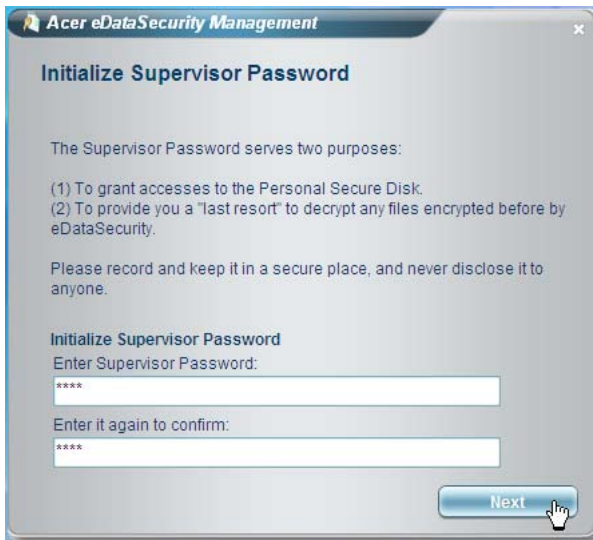 Acer eDataSecurity Management
x
Initialize Supervisor Password
The Supervisor Password serves two purposes:
(1) To grant accesses to the Personal Secure Disk.
(2) To provide you a "last resort" to decrypt any files encrypted before by
eDataSecurity.
Please record and keep it in a secure place, and never disclose it to
anyone.
Initialize Supervisor Password
Enter Supervisor Password:
****
Enter it again to confirm:
****
Next